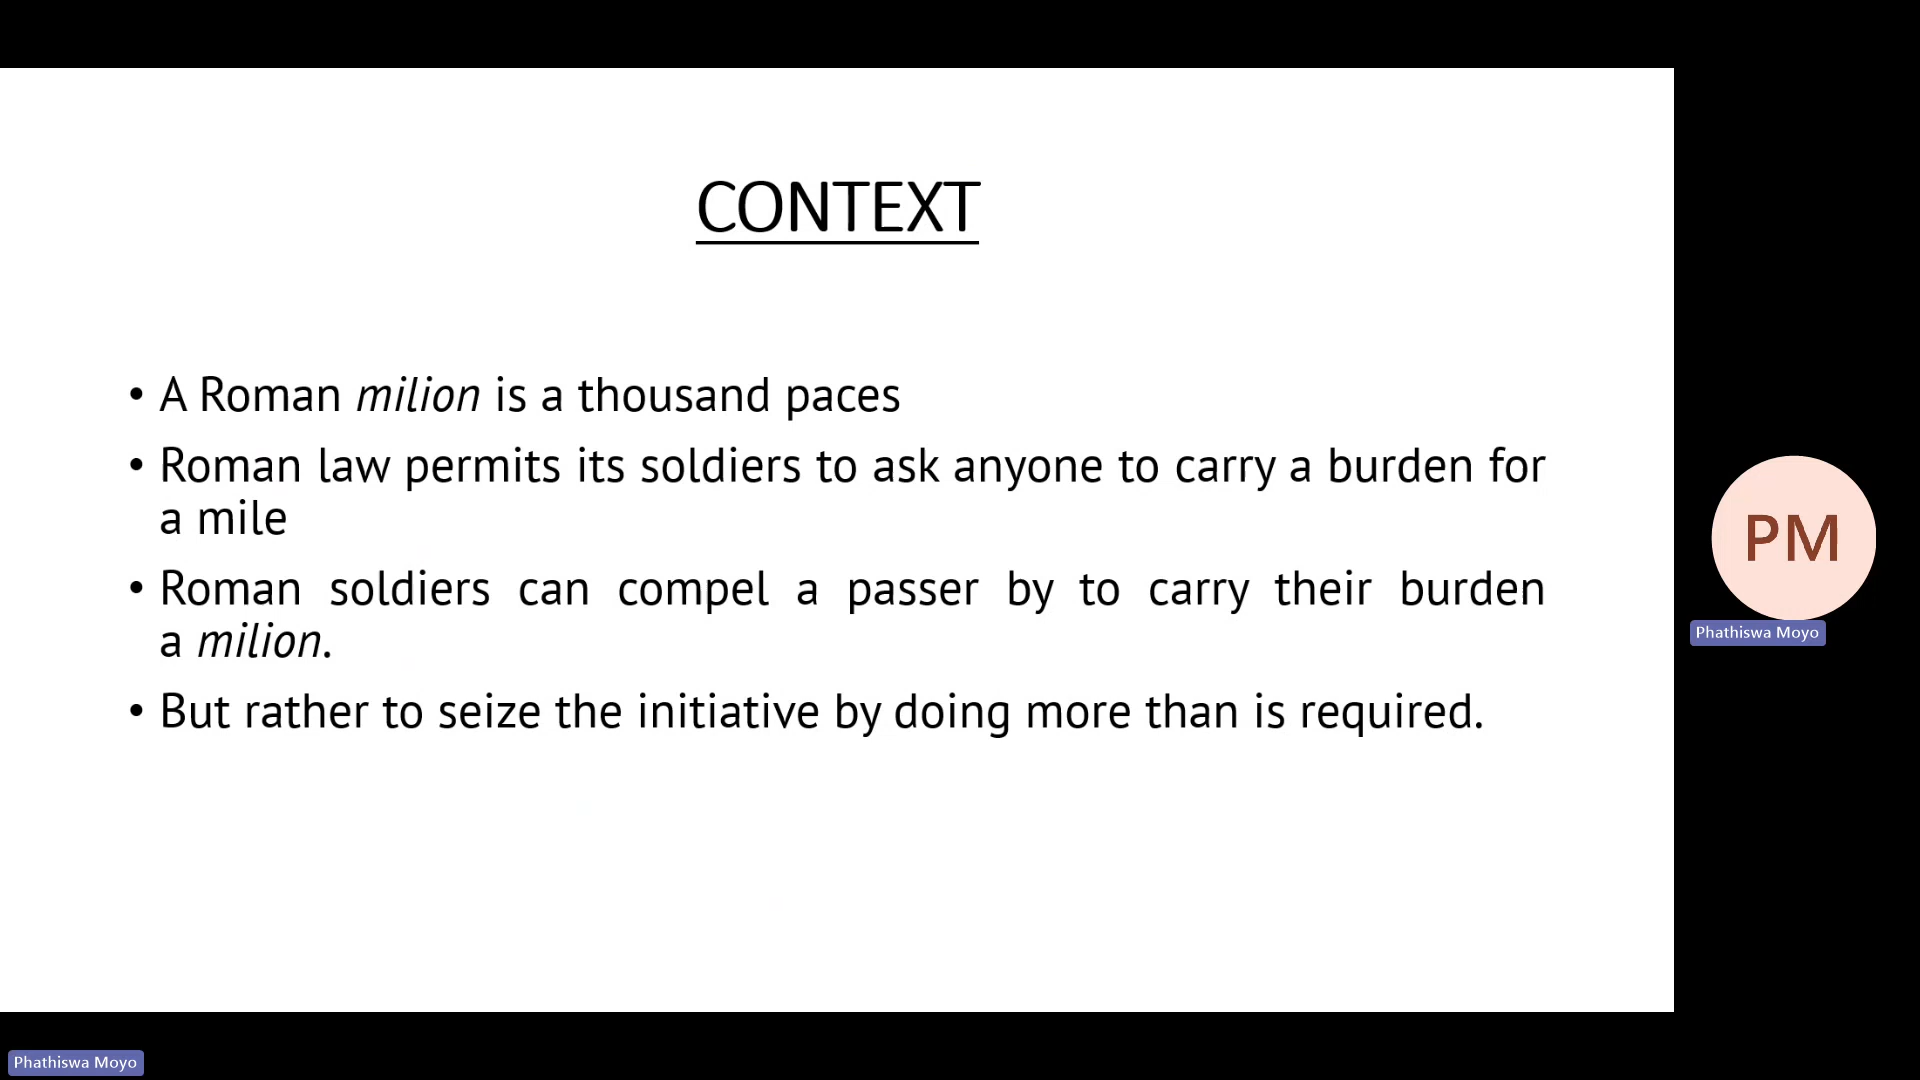 CONTEXT
• A Roman milion is a thousand paces
• Roman law permits its soldiers to ask anyone to carry a burden for
a mile
• Roman soldiers can compel a passer by to carry their burden
a milion.
• But rather to seize the initiative by doing more than is required.
PM
Phathiswa Moyo
Phathiswa Moyo